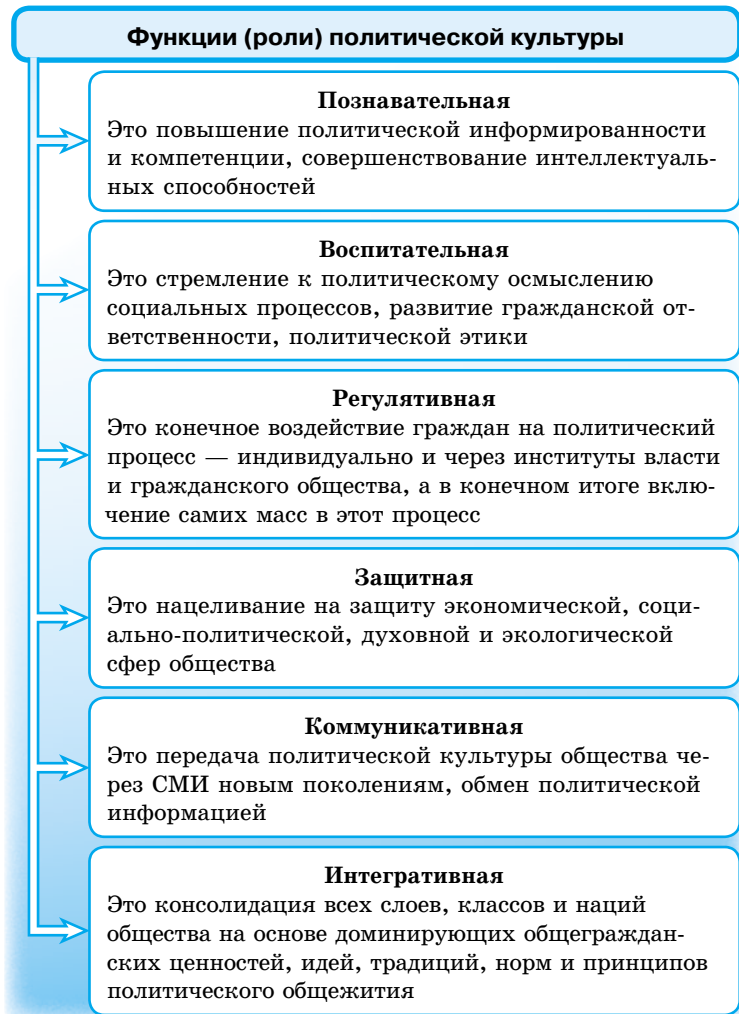 Функции (роли) политической культуры
Познавательная
Это повышение политической информированности
и компетенции, совершенствование интеллектуаль-
ных способностей
Воспитательная
Это стремление к политическому осмыслению
социальных процессов, развитие гражданской от-
ветственности, политической этики
Регулятивная
Это конечное воздействие граждан на политический
процесс — индивидуально и через институты власти
и гражданского общества, а в конечном итоге вклю-
чение самих масс в этот процесс
Защитная
Это нацеливание на защиту экономической, соци-
ально-политической, духовной и экологической
сфер общества
Коммуникативная
Это передача политической культуры общества че-
рез СМИ новым поколениям, обмен политической
информацией
Интегративная
Это консолидация всех слоев, классов и наций
общества на основе доминирующих общеграждан-
ских ценностей, идей, традиций, норм и принципов
политического общежития